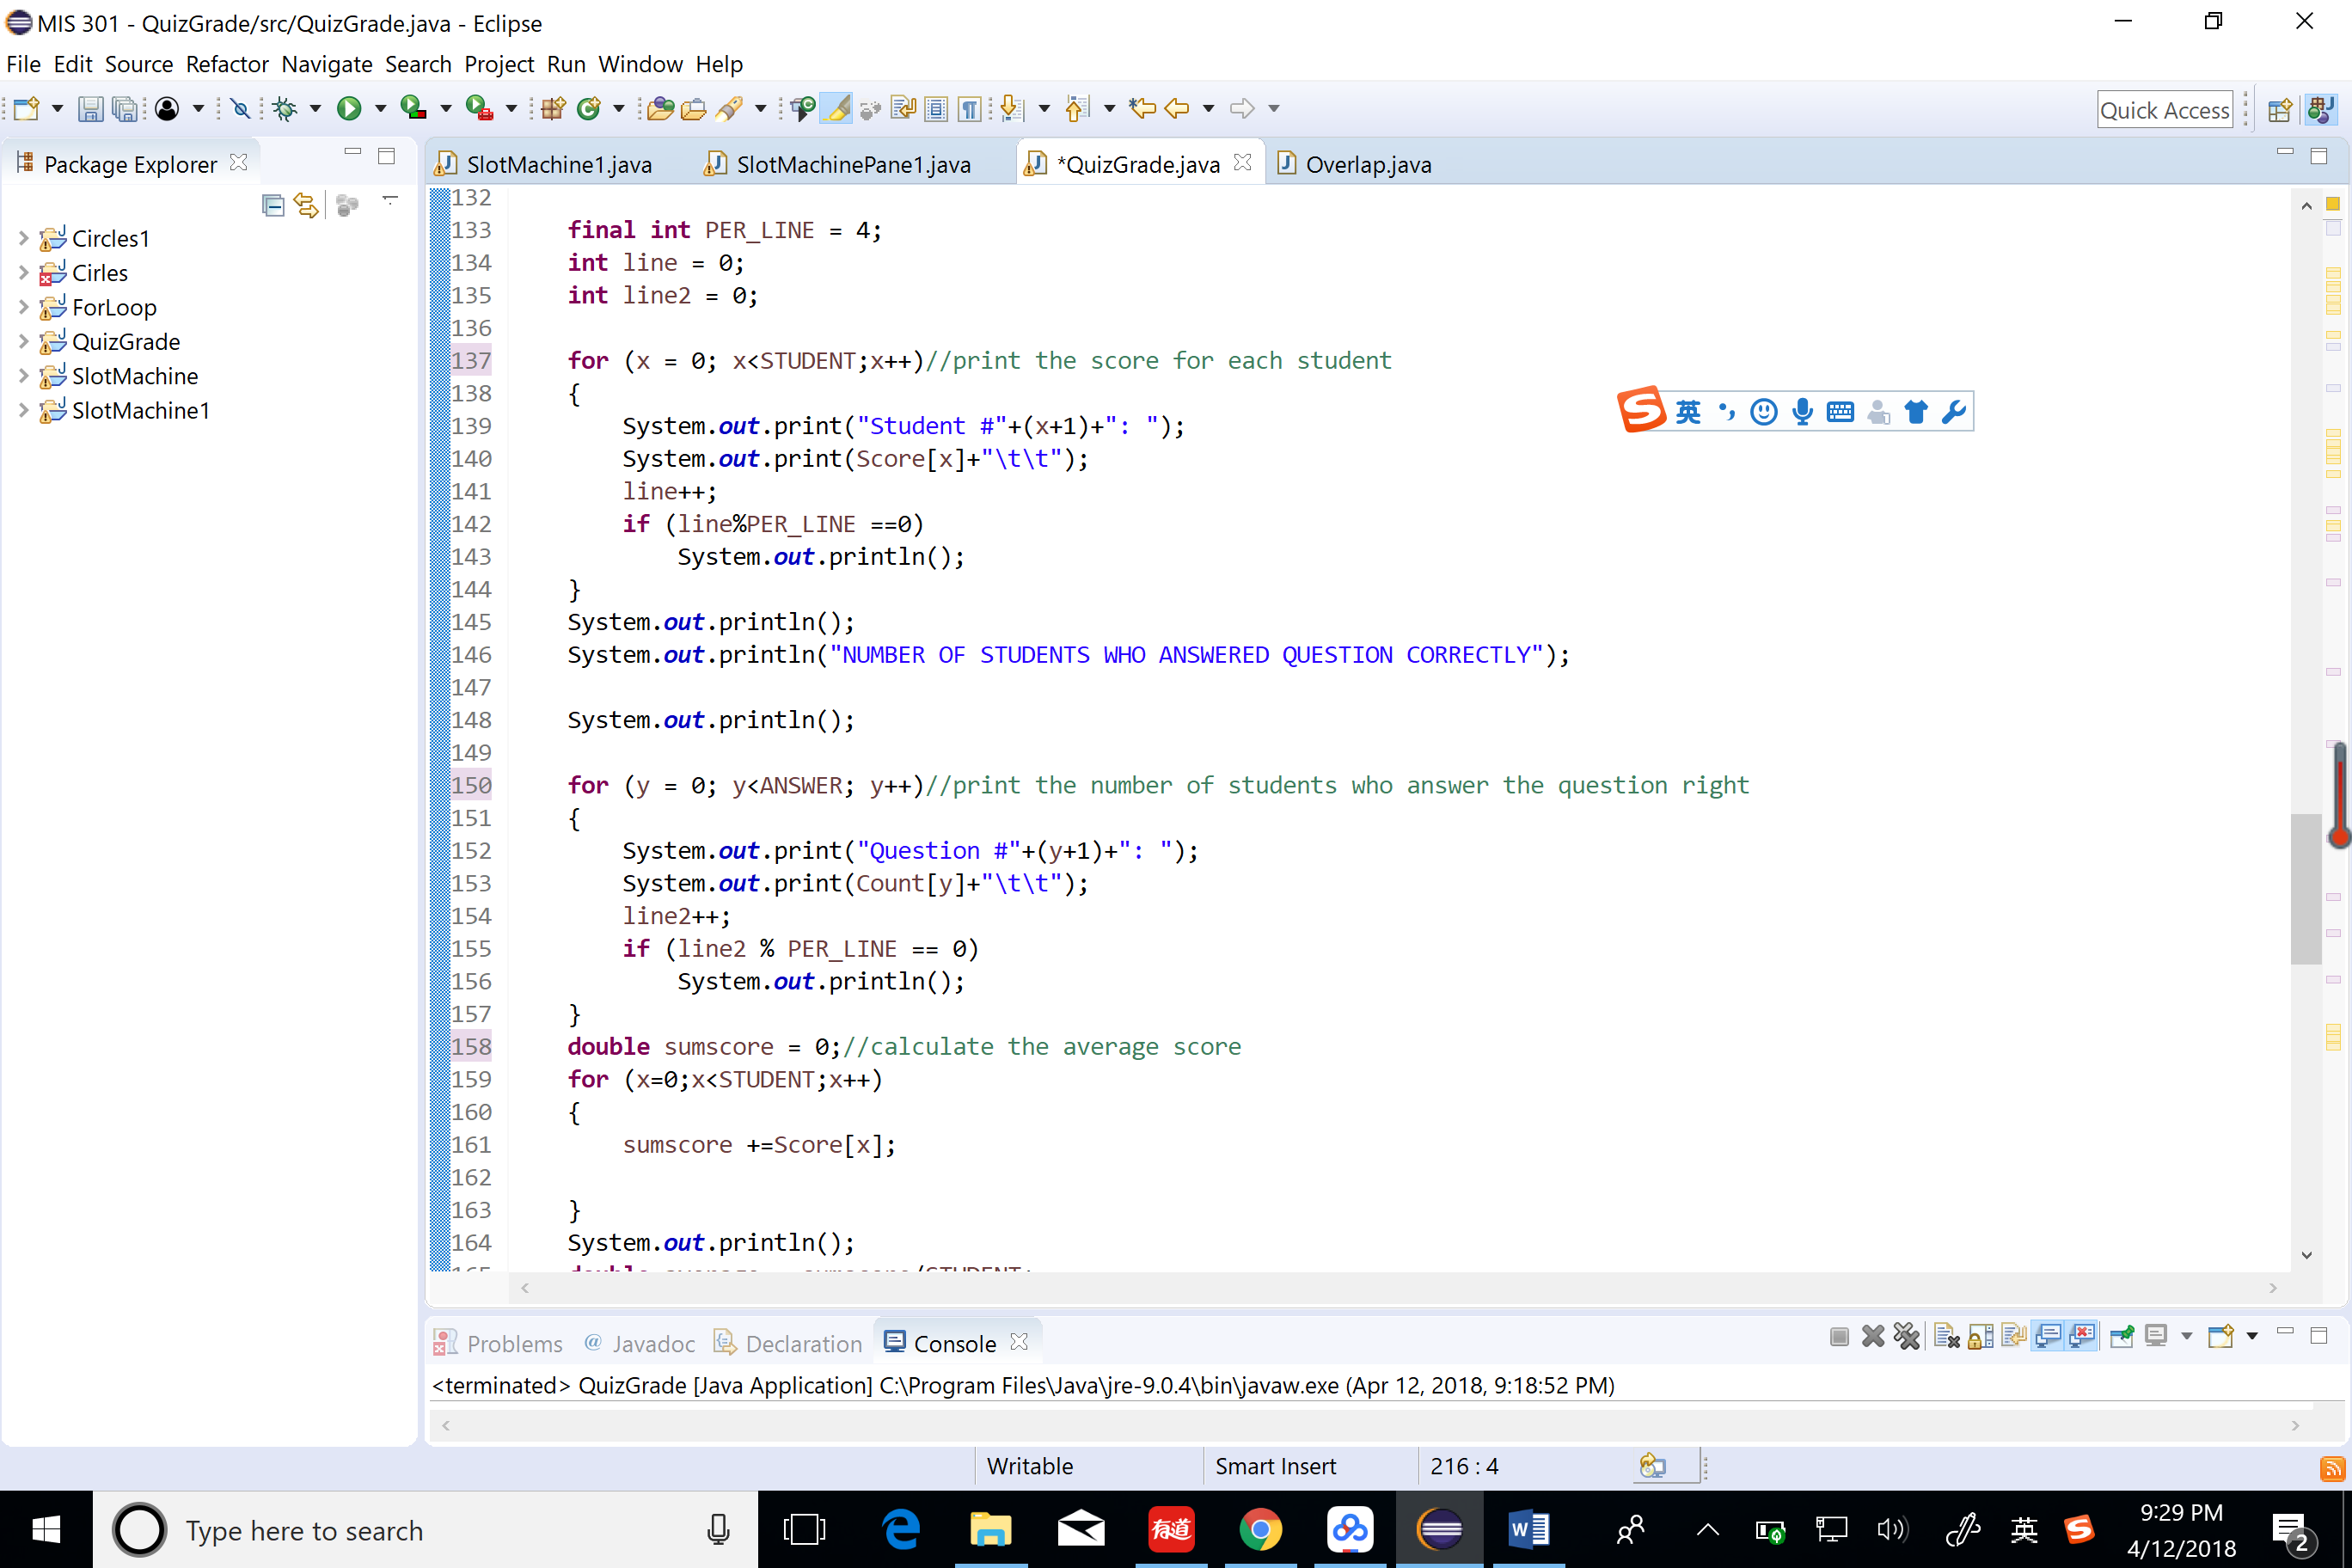 MIS 301 - QuizGrade/src/QuizGrade.java - Eclipse
File Edit Source Refactor Navigate Search Project Run Window Help
Quick Access
Package Explorer
SlotMachine1.java
SlotMachinePane1.java
*QuizGrade.java
Overlap.java
Circles1
Cirles
ForLoop
QuizGrade
SlotMachine
SlotMachine1
132
133 final int PER_LINE = 4;
134 int line = 0;
135 int line2 = 0;
136
137 for (x = 0; x<STUDENT;x++)//print the score for each student
138 {
139 System.out.print("Student #"+(x+1)+": ");
140 System.out.print(Score[x]+"\t\t");
141 line++;
142 if (line%PER_LINE ==0)
143 System.out.println();
144 }
145 System.out.println();
146 System.out.println("NUMBER OF STUDENTS WHO ANSWERED QUESTION CORRECTLY");
147
148 System.out.println();
149
150 for (y = 0; y<ANSWER; y++)//print the number of students who answer the question right
151 {
152 System.out.print("Question #"+(y+1)+": ");
153 System.out.print(Count[y]+"\t\t");
154 line2++;
155 if (line2 % PER_LINE == 0)
156 System.out.println();
157 }
158 double sumscore = 0;//calculate the average score
159 for (x=0;x<STUDENT;x++)
160 {
161 sumscore +=Score[x];
162
163 }
164 System.out.println();
英
Problems
Javadoc
Declaration
Console
<terminated> QuizGrade [Java Application] C:\Program Files\Java\jre-9.0.4\bin\javaw.exe (Apr 12, 2018, 9:18:52 PM)
Writable
Smart Insert
216 : 4
Type here to search
有道
英
9:29 PM
4/12/2018
2